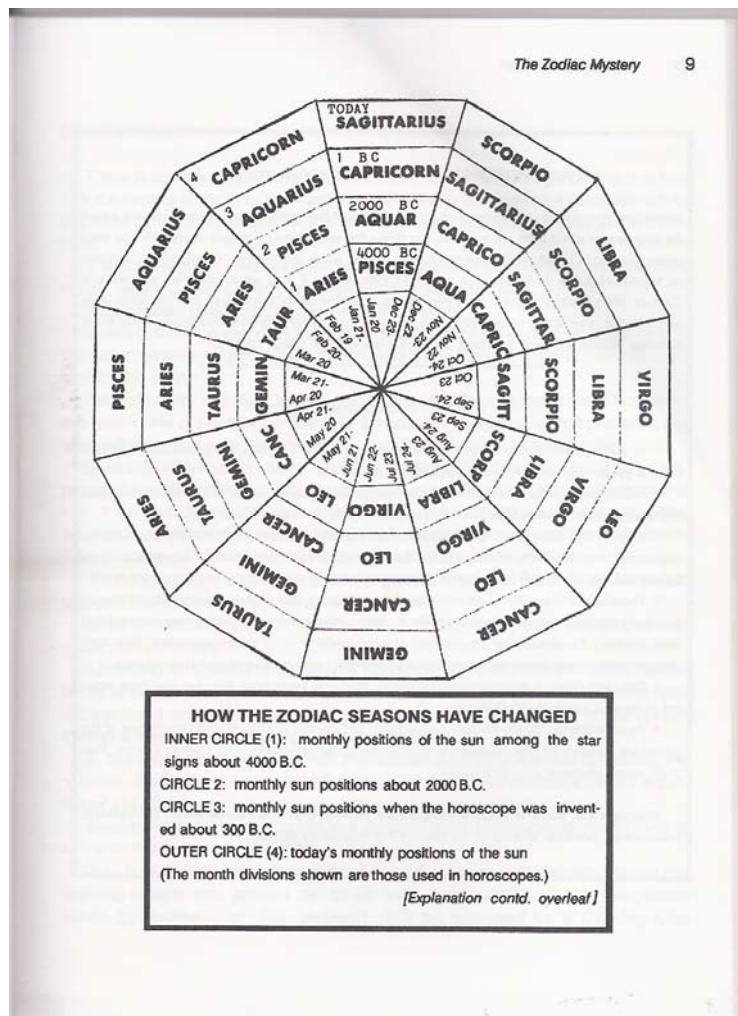 The Zodiac Mystery 9
TODAY
SAGITTARIUS
1 BC
CAPRICORN
2000 BC
AQUAR
4000 BC
PISCES
Dec 23-
Jan 20
SCORPIO
SAGITTARIUS
CAPRICO
AQUA
Nov 23-
Dec 22
LIBRA
SCORPIO
SAGITTAR
CAPRIC
Oct 24-
Nov 22
VIRGO
LIBRA
SCORPIO
SAGITT
Sep 24-
Oct 23
LEO
VIRGO
LIBRA
SCORP
Aug 24-
Sep 23
CANCER
LEO
VIRGO
LIBRA
Jul 24-
Aug 23
GEMINI
CANCER
LEO
VIRGO
Jun 22-
Jul 23
TAURUS
GEMINI
CANCER
LEO
May 21-
Jun 21
ARIES
TAURUS
GEMINI
CANC
Apr 21-
May 20
PISCES
ARIES
TAURUS
GEMIN
Mar 21-
Apr 20
AQUARIUS
PISCES
ARIES
TAUR
Feb 20-
Mar 20
4 CAPRICORN
3 AQUARIUS
2 PISCES
1 ARIES
Jan 21-
Feb 19
HOW THE ZODIAC SEASONS HAVE CHANGED
INNER CIRCLE (1): monthly positions of the sun among the star
signs about 4000 B.C.
CIRCLE 2: monthly sun positions about 2000 B.C.
CIRCLE 3: monthly sun positions when the horoscope was invent-
ed about 300 B.C.
OUTER CIRCLE (4): today's monthly positions of the sun
(The month divisions shown are those used in horoscopes.)
[Explanation contd. overleaf]